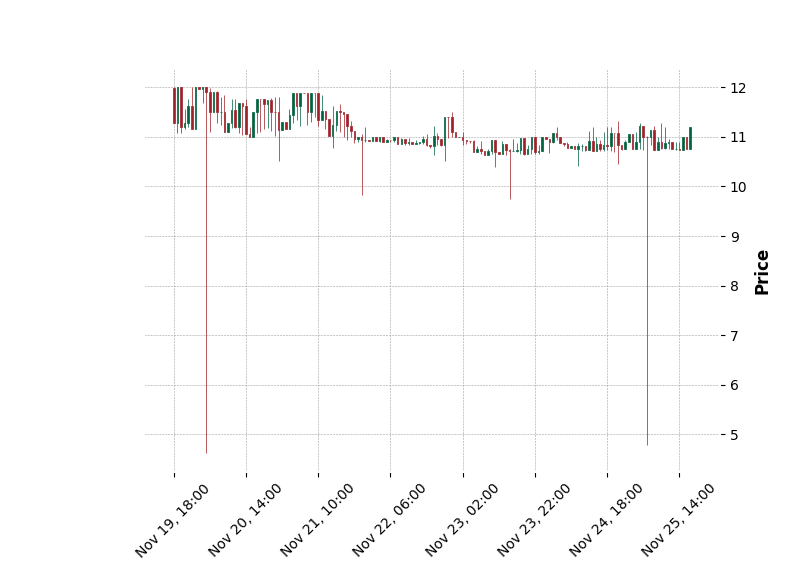 12
11
10
9
8
7
6
5
Price
Nov 19, 18:00
Nov 20, 14:00
Nov 21, 10:00
Nov 22, 06:00
Nov 23, 02:00
Nov 23, 22:00
Nov 24, 18:00
Nov 25, 14:00